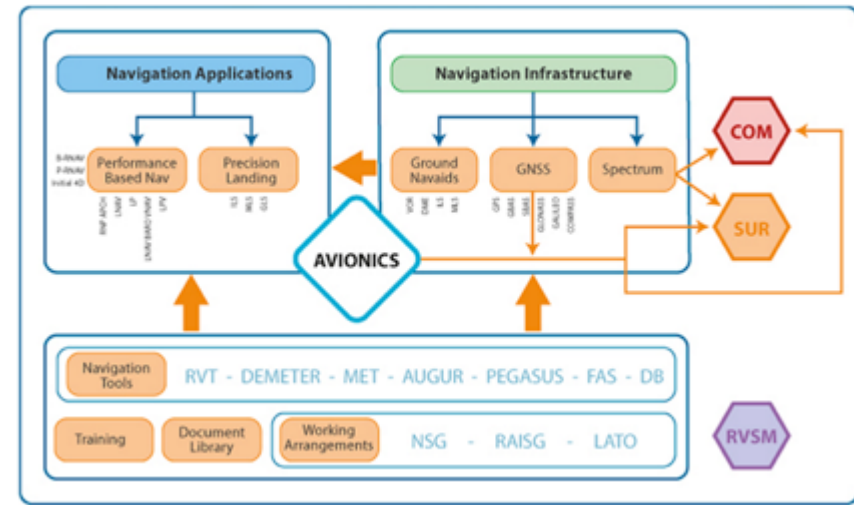 Navigation Applications
Navigation Infrastructure
B-RNAV
P-RNAV
Initial 4D
Performance
Based Nav
Precision
Landing
Ground
Navaids
GNSS
Spectrum
COM
SUR
RNP APCH
LNAV
LP
LNAV BARO VNAV
LPV
ILS
MLS
GLS
VOR
DME
ILS
MLS
GPS
GBAS
SBAS
GLONASS
GALILEO
COMPASS
AVIONICS
Navigation
Tools
RVT - DEMETER - MET - AUGUR - PEGASUS - FAS - DB
Training
Document
Library
Working
Arrangements
NSG - RAISG - LATO
RVSM